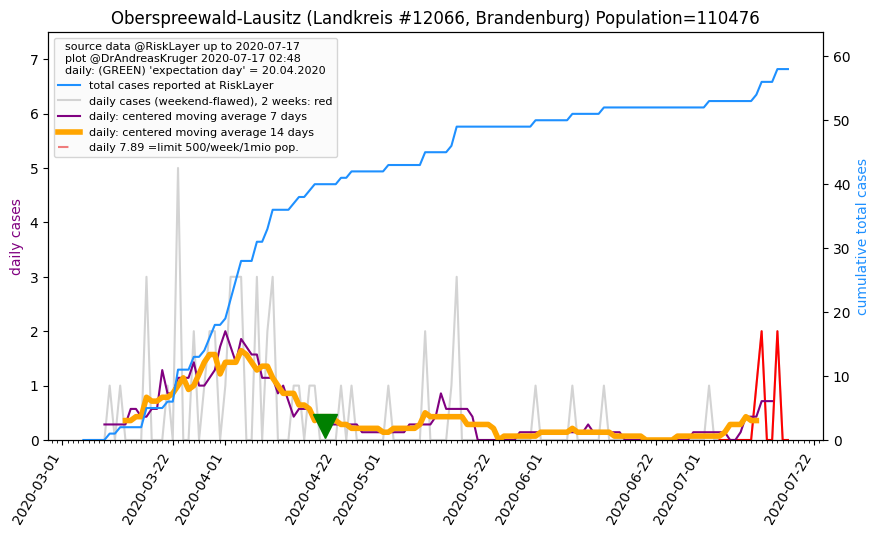 Oberspreewald-Lausitz (Landkreis #12066, Brandenburg) Population=110476
source data @RiskLayer up to 2020-07-17
plot @DrAndreasKruger 2020-07-17 02:48
daily: (GREEN) 'expectation day' = 20.04.2020
total cases reported at RiskLayer
daily cases (weekend-flawed), 2 weeks: red
daily: centered moving average 7 days
daily: centered moving average 14 days
daily 7.89 =limit 500/week/1mio pop.
daily cases
7
6
5
4
3
2
1
0
cumulative total cases
60
50
40
30
20
10
0
2020-03-01
2020-03-22
2020-04-01
2020-04-22
2020-05-01
2020-05-22
2020-06-01
2020-06-22
2020-07-01
2020-07-22